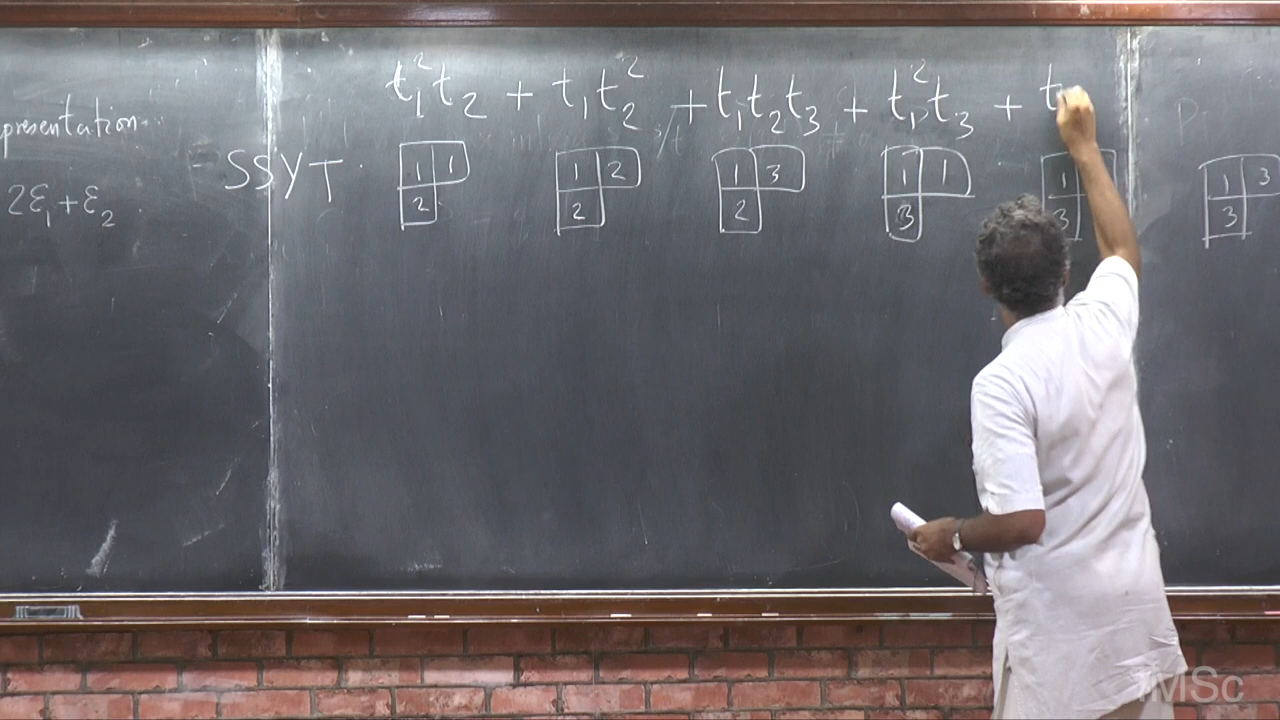 t₁²t₂ + t₁t₂² + t₁t₂t₃ + t₁²t₃ + t
presentation
SSYT
1 1 1 2 1 3 1 1 1 1 3
2 2 2 3 3 3
2ε₁+ε₂
IMSc